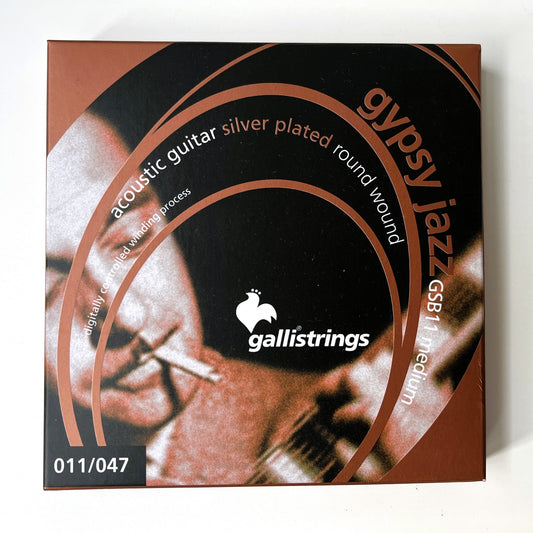 gypsy jazz GSB11 medium
acoustic guitar silver plated round wound
digitally controlled winding process
gallistrings®
011/047